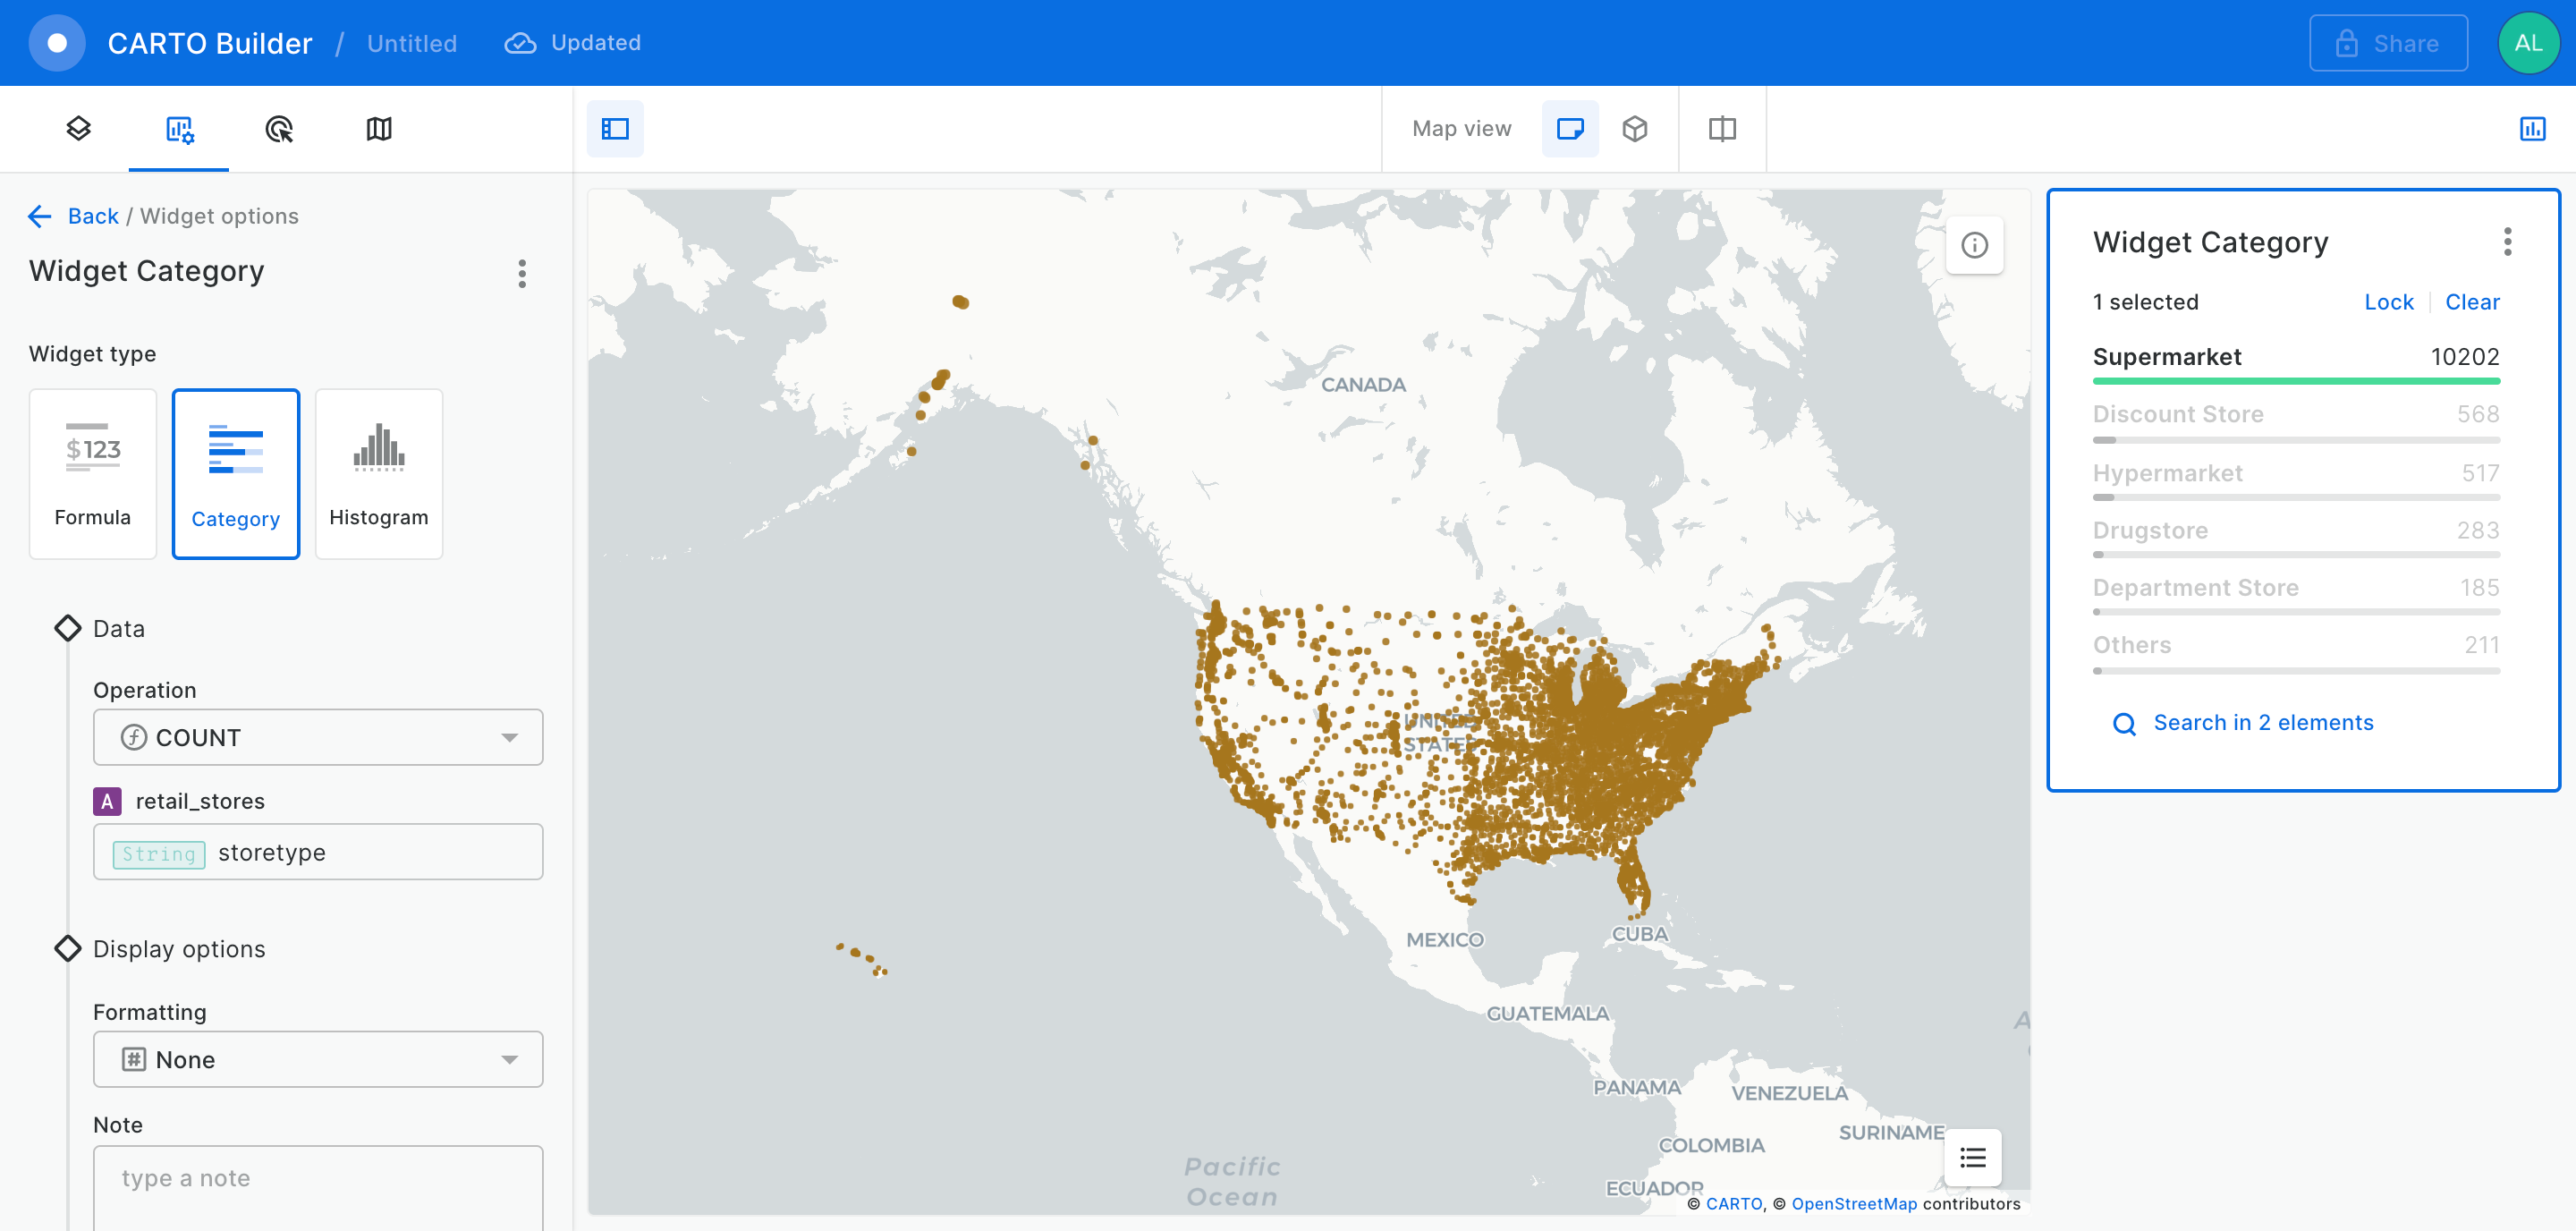 CARTO Builder / Untitled Updated Share AL
Map view
Back / Widget options
Widget Category
Widget type
$123
Formula Category Histogram
Data
Operation
COUNT
A retail_stores
String storetype
Display options
Formatting
None
Note
type a note
CANADA
UNITED
STATES
MEXICO
CUBA
GUATEMALA
PANAMA
VENEZUELA
SURINAME
COLOMBIA
ECUADOR
Pacific
Ocean
A
© CARTO, © OpenStreetMap contributors
Widget Category
1 selected Lock Clear
Supermarket 10202
Discount Store 568
Hypermarket 517
Drugstore 283
Department Store 185
Others 211
Search in 2 elements